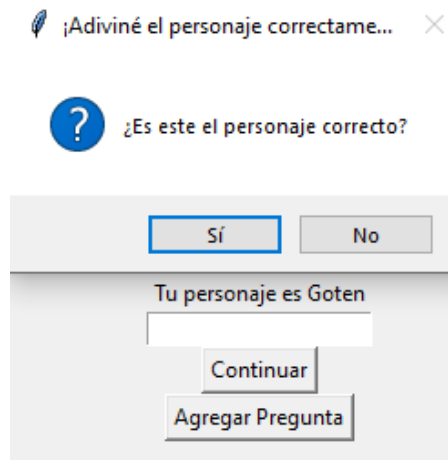 ¡Adiviné el personaje correctame...
¿Es este el personaje correcto?
Sí
No
Tu personaje es Goten
Continuar
Agregar Pregunta